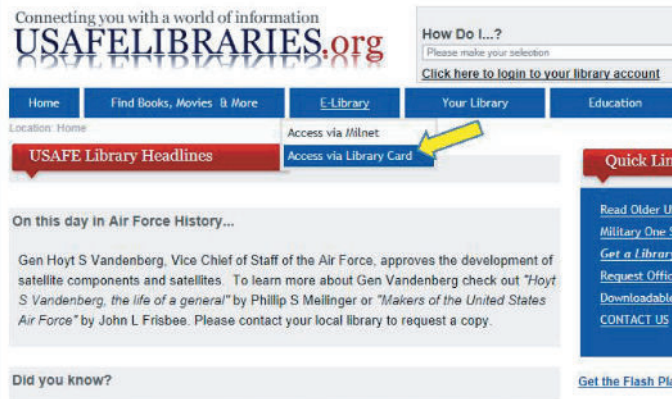 Connecting you with a world of information
USAFELIBRARIES.org
How Do I...?
Please make your selection
Click here to login to your library account
Home
Find Books, Movies & More
E-Library
Your Library
Education
Location: Home
Access via Milnet
Access via Library Card
USAFE Library Headlines
Quick Lin
On this day in Air Force History...
Gen Hoyt S Vandenberg, Vice Chief of Staff of the Air Force, approves the development of
satellite components and satellites. To learn more about Gen Vandenberg check out "Hoyt
S Vandenberg, the life of a general" by Phillip S Meilinger or "Makers of the United States
Air Force" by John L Frisbee. Please contact your local library to request a copy.
Read Older U
Military One S
Get a Library
Request Offic
Downloadable
CONTACT US
Did you know?
Get the Flash Pla